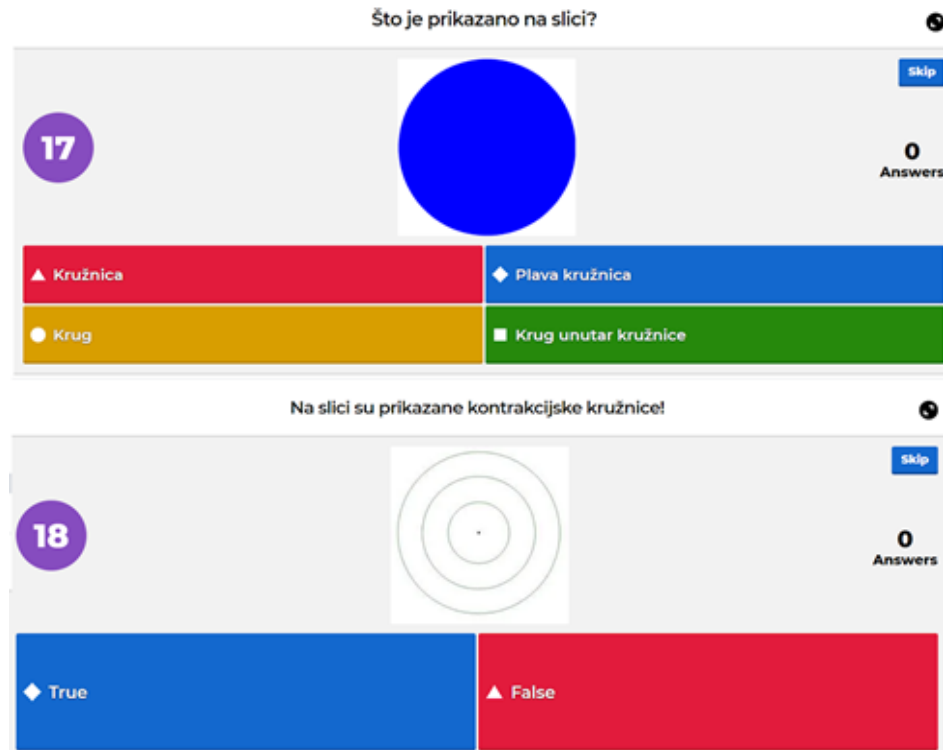 Što je prikazano na slici?
Skip
17
0
Answers
Kružnica
Plava kružnica
Krug
Krug unutar kružnice
Na slici su prikazane kontrakcijske kružnice!
Skip
18
0
Answers
True
False